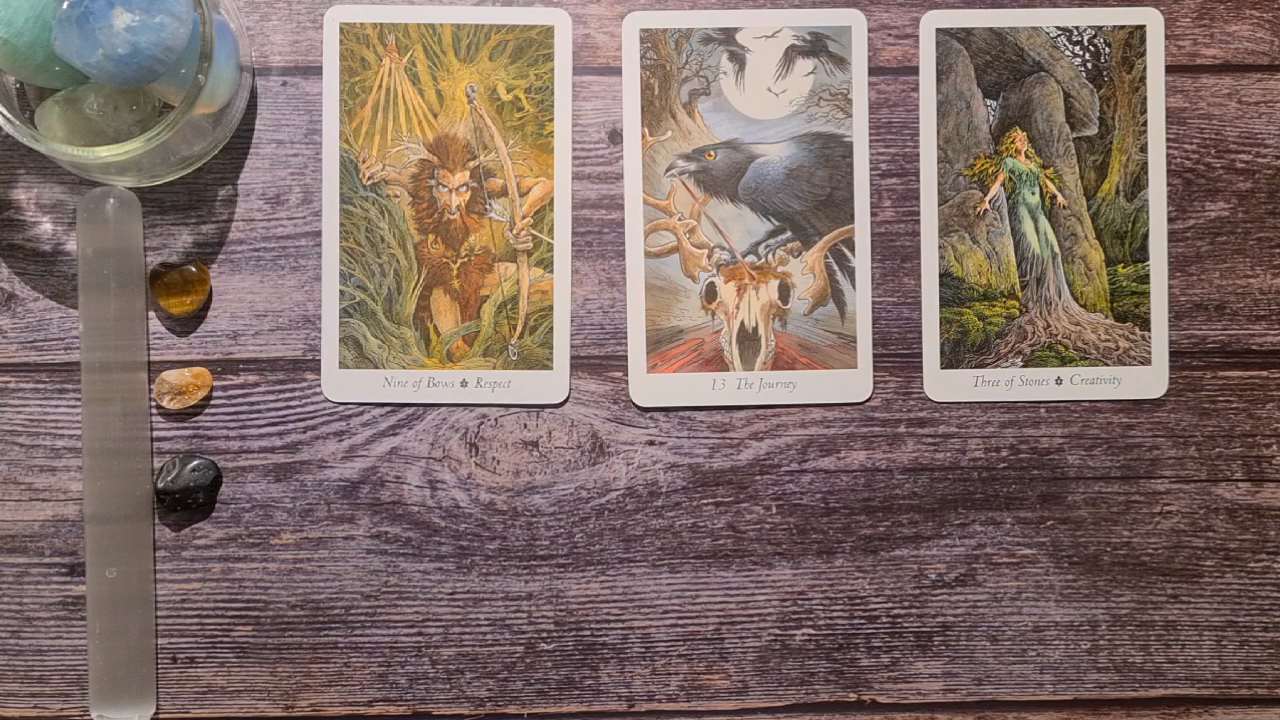 Nine of Bows ✽ Respect
13 The Journey
Three of Stones ✽ Creativity